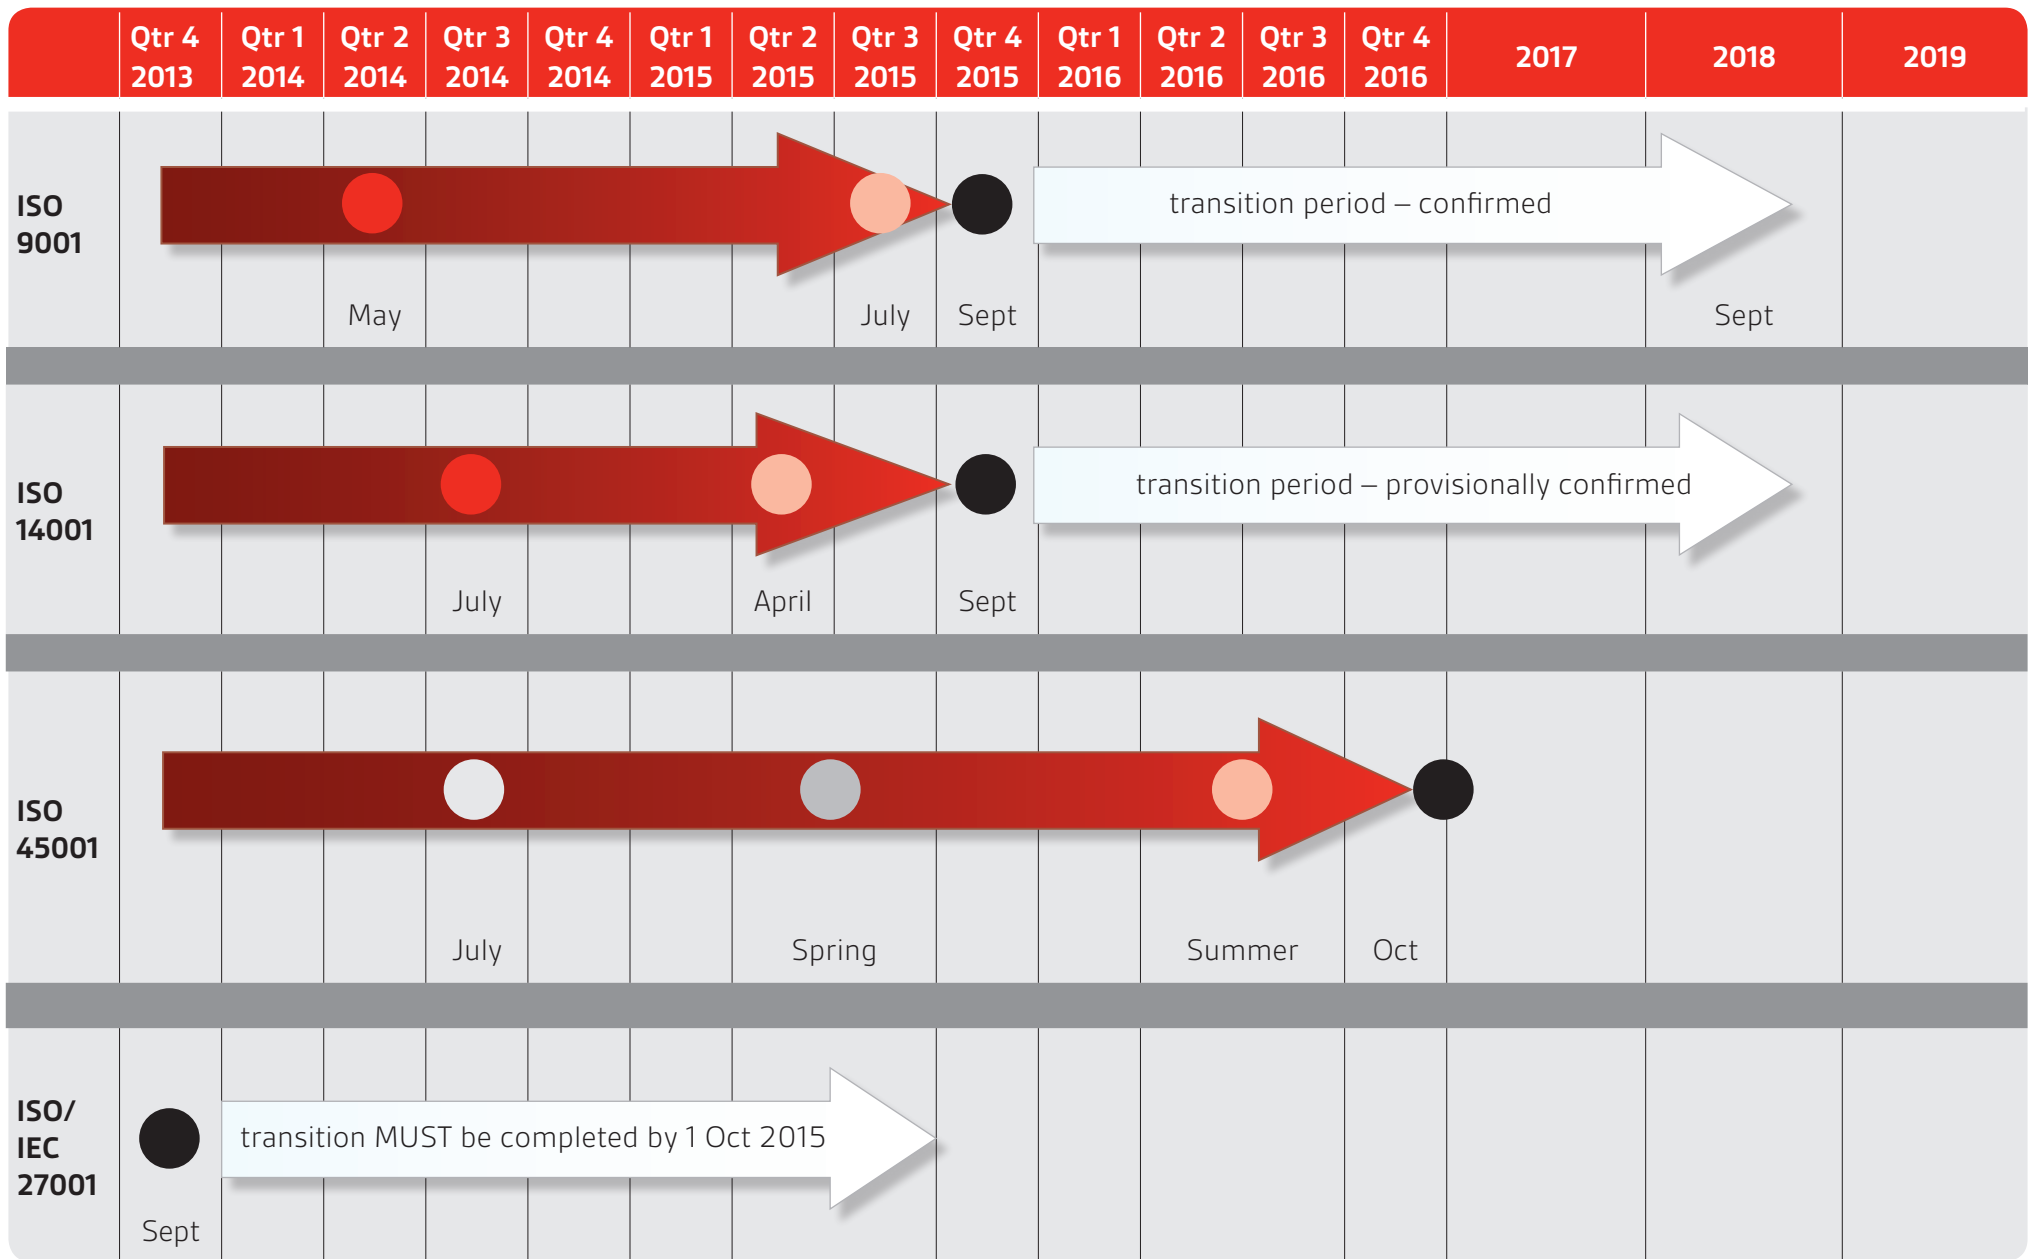 Qtr 4 Qtr 1 Qtr 2 Qtr 3 Qtr 4 Qtr 1 Qtr 2 Qtr 3 Qtr 4 Qtr 1 Qtr 2 Qtr 3 Qtr 4
2013 2014 2014 2014 2014 2015 2015 2015 2015 2016 2016 2016 2016 2017 2018 2019
ISO
9001
transition period – confirmed
May July Sept Sept
ISO
14001
transition period – provisionally confirmed
July April Sept
ISO
45001
July Spring Summer Oct
ISO/
IEC
27001
transition MUST be completed by 1 Oct 2015
Sept